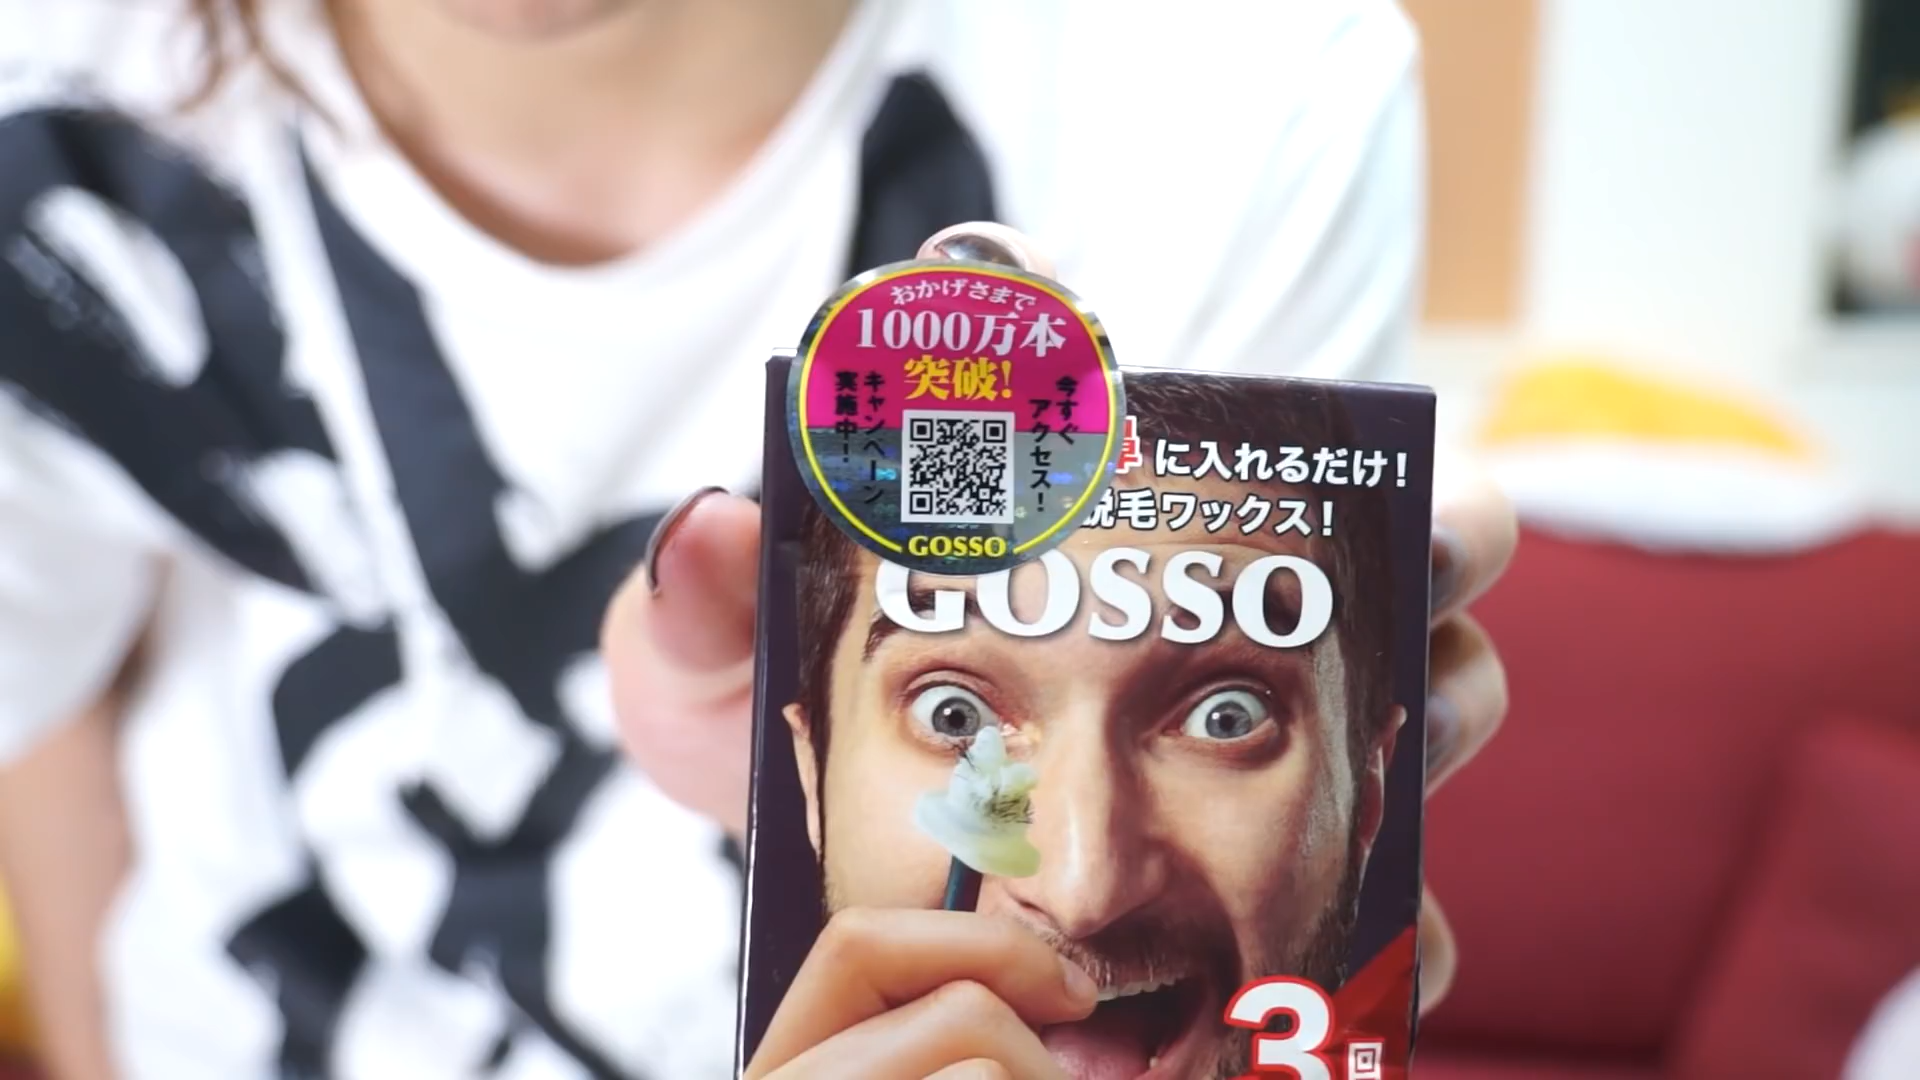 おかげさまで
1000万本
突破!
今すぐ
アクセス!
キャンペーン
実施中!
GOSSO
に入れるだけ!
脱毛ワックス!
GOSSO
3回